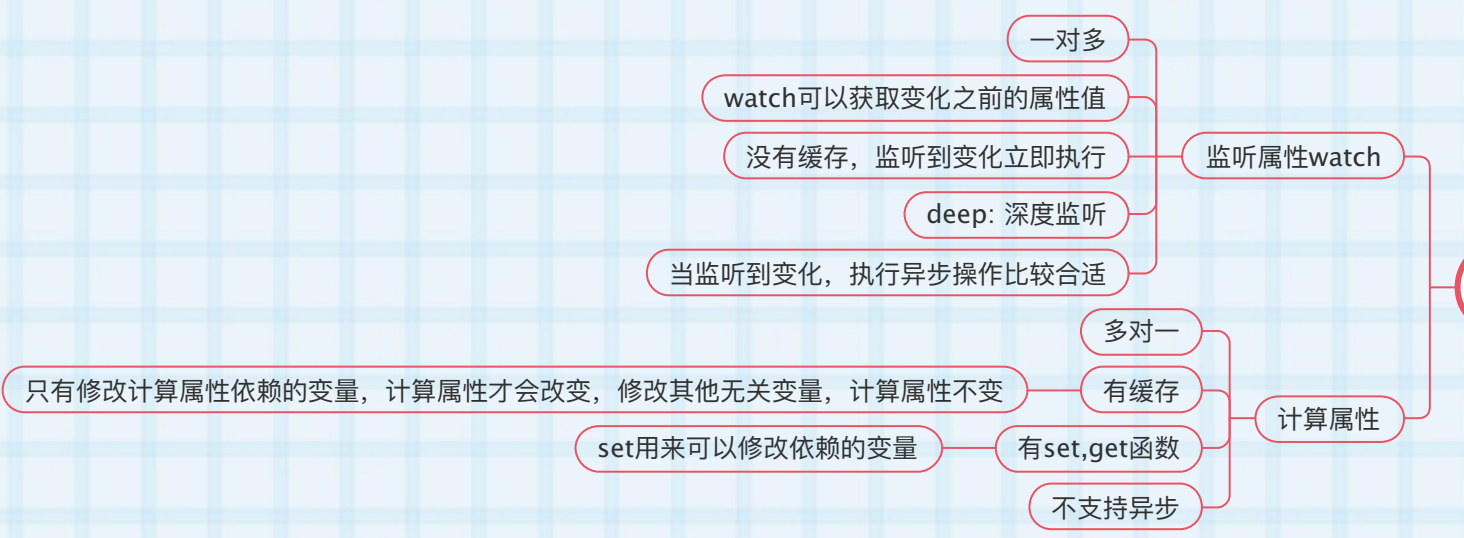 一对多
watch可以获取变化之前的属性值
没有缓存，监听到变化立即执行
监听属性watch
deep: 深度监听
当监听到变化，执行异步操作比较合适
多对一
只有修改计算属性依赖的变量，计算属性才会改变，修改其他无关变量，计算属性不变
有缓存
计算属性
set用来可以修改依赖的变量
有set,get函数
不支持异步